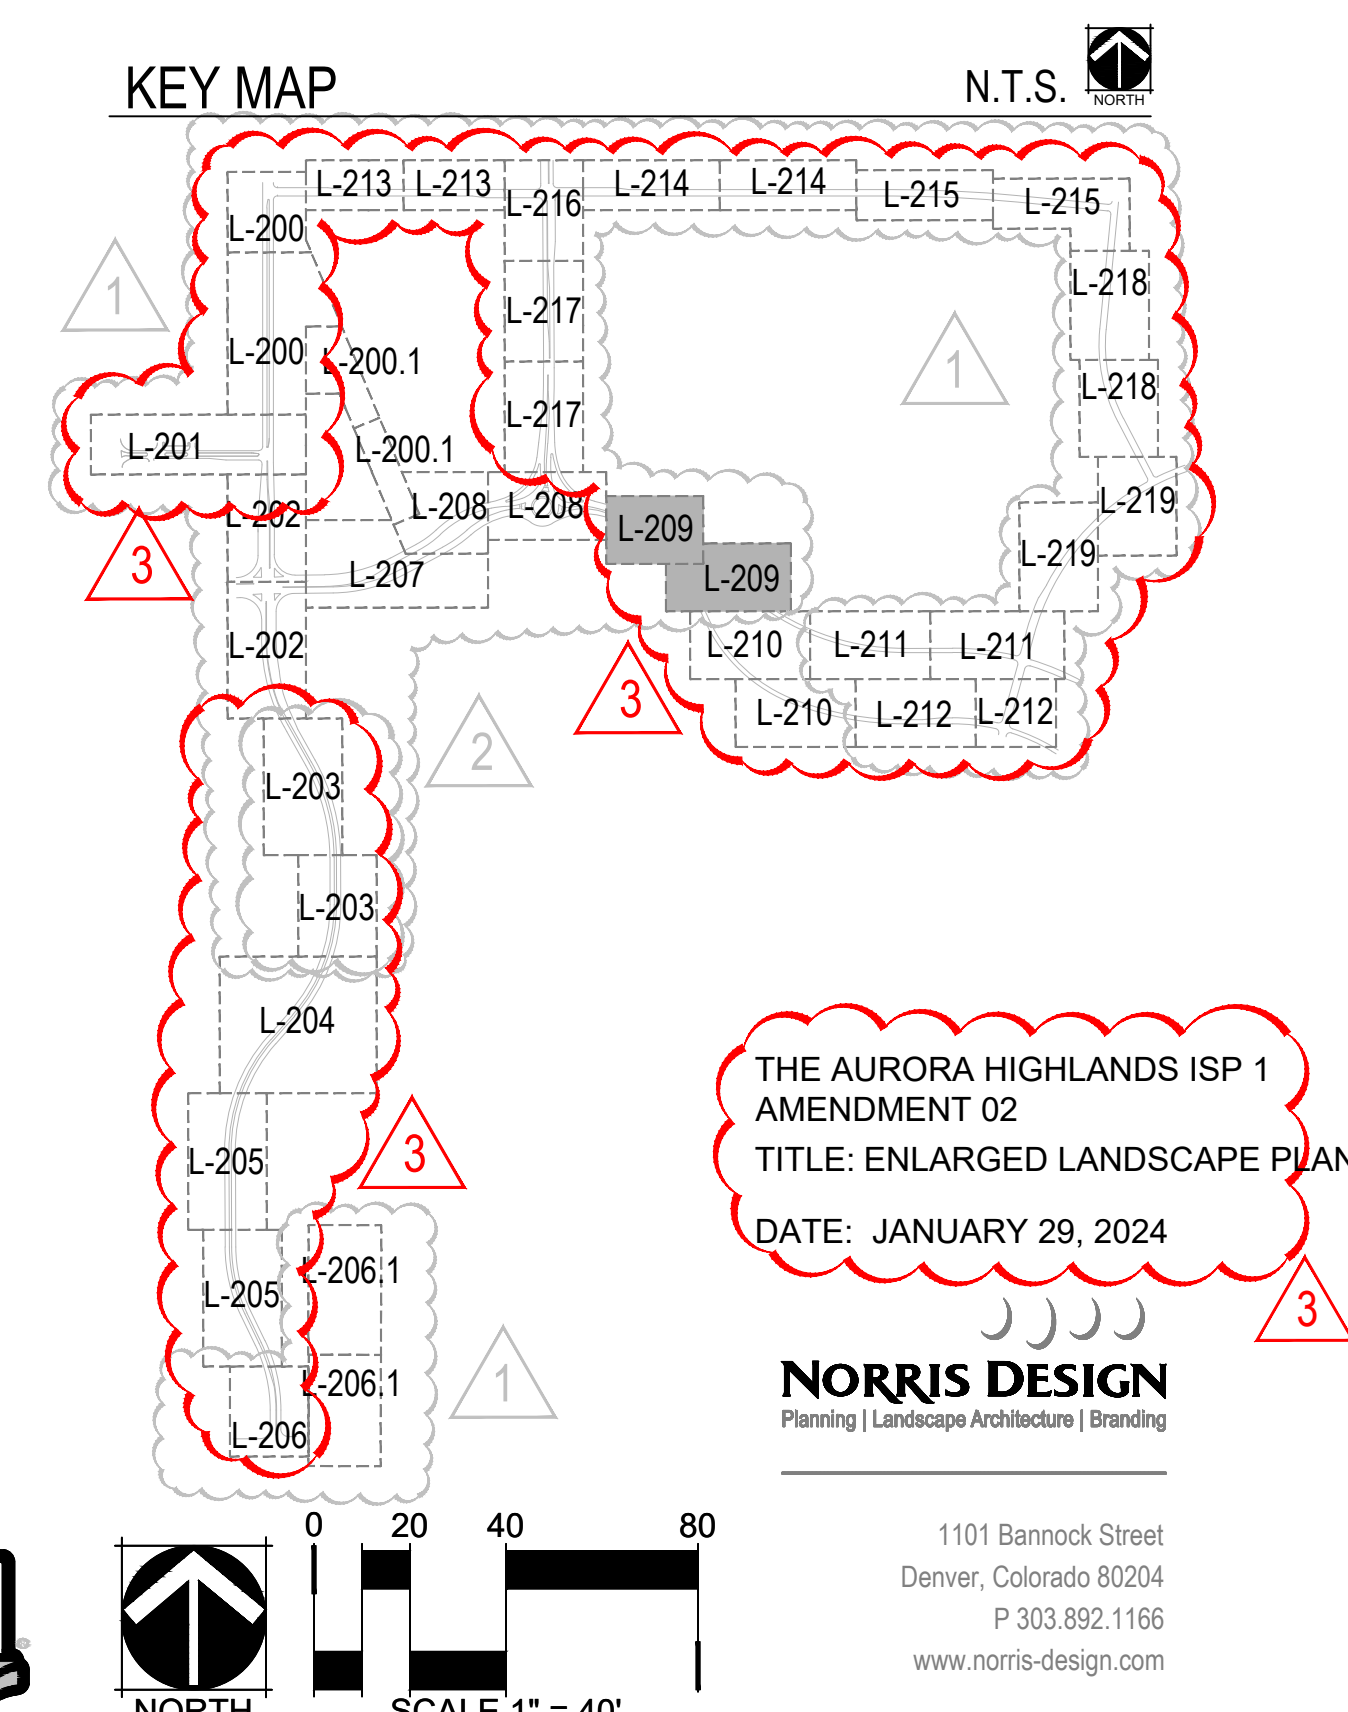 KEY MAP
N.T.S.
NORTH
L-213
L-213
L-216
L-214
L-214
L-215
L-215
L-200
1
L-218
L-217
L-200
L-200.1
1
L-218
L-217
L-201
L-200.1
L-202
L-208
L-208
L-209
L-219
L-219
3
L-207
L-209
L-202
L-210
L-211
L-211
3
L-210
L-212
L-212
2
L-203
L-203
L-204
THE AURORA HIGHLANDS ISP 1
AMENDMENT 02
TITLE: ENLARGED LANDSCAPE PLAN
DATE: JANUARY 29, 2024
3
L-205
3
L-206.1
L-205
L-206.1
1
L-206
NORRIS DESIGN
Planning | Landscape Architecture | Branding
1101 Bannock Street
Denver, Colorado 80204
P 303.892.1166
www.norris-design.com
0 20 40 80
NORTH
SCALE 1" = 40'